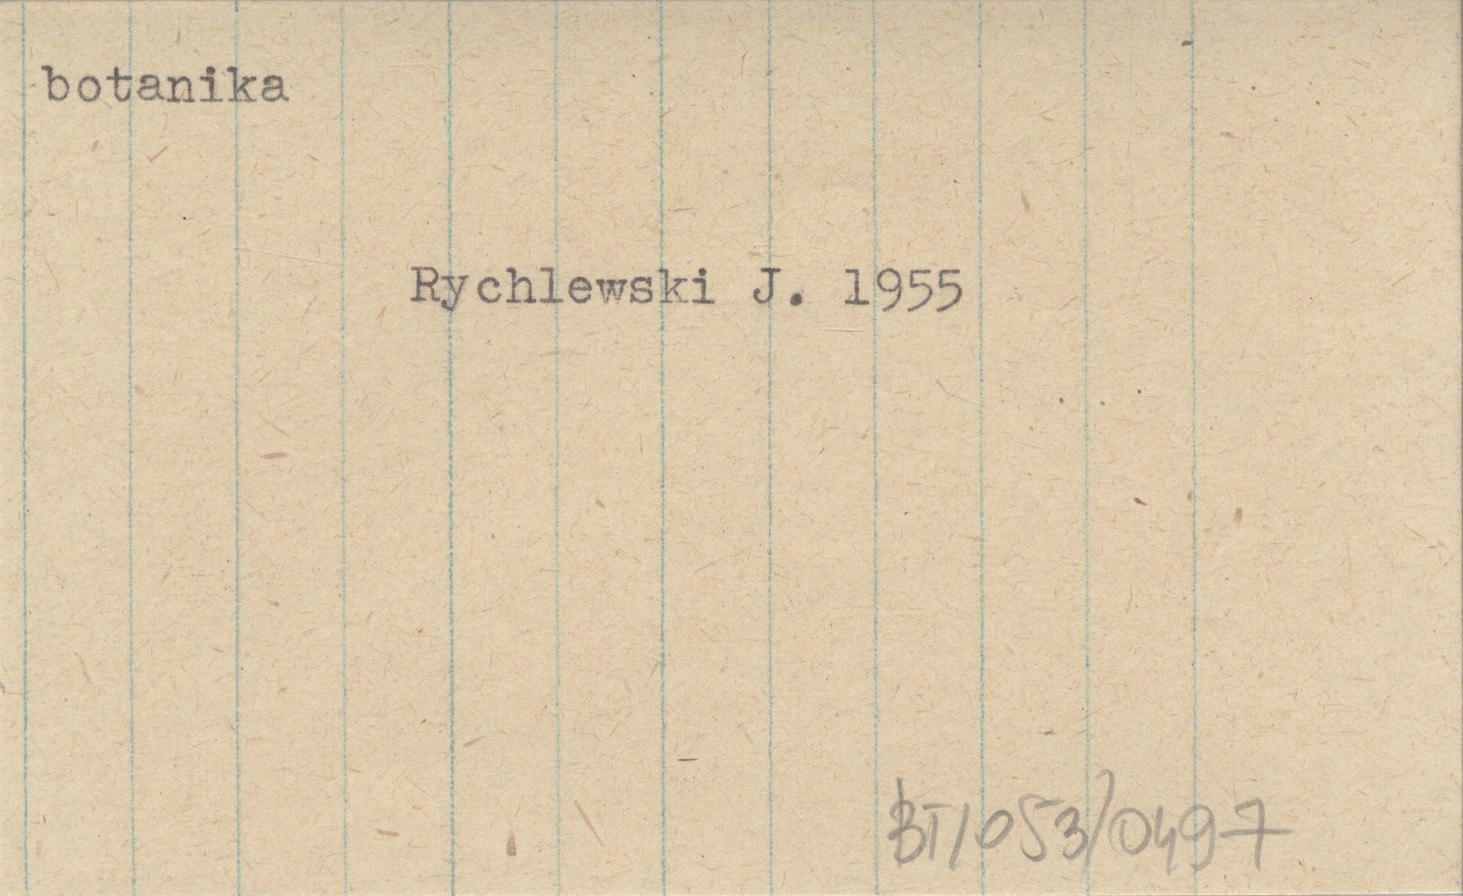 botanika
Rychlewski J. 1955
BT/053/0497